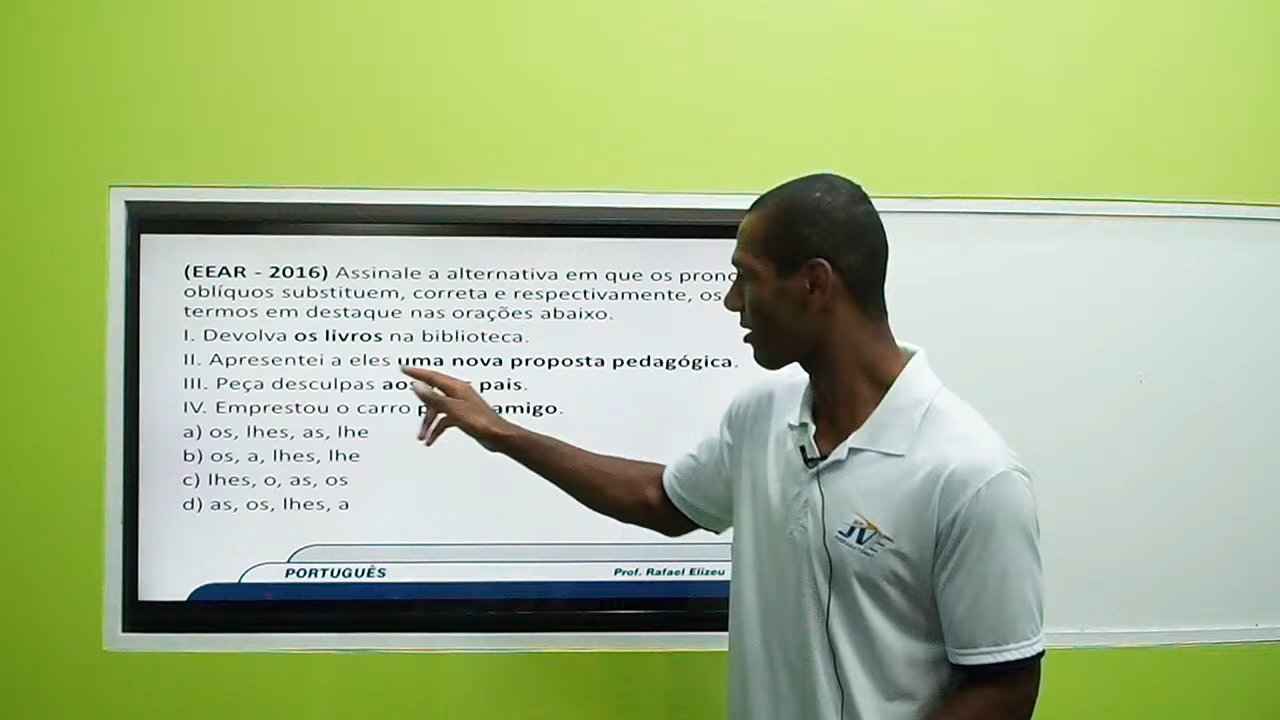 (EEAR - 2016) Assinale a alternativa em que os
oblíquos substituem, correta e respectivamente, os
termos em destaque nas orações abaixo.
I. Devolva os livros na biblioteca.
II. Apresentei a eles uma nova proposta pedagógica.
III. Peça desculpas aos pais.
IV. Emprestou o carro amigo.
a) os, lhes, as, lhe
b) os, a, lhes, lhe
c) lhes, o, as, os
d) as, os, lhes, a
PORTUGUÊS
Prof. Rafael Elizeu
JV